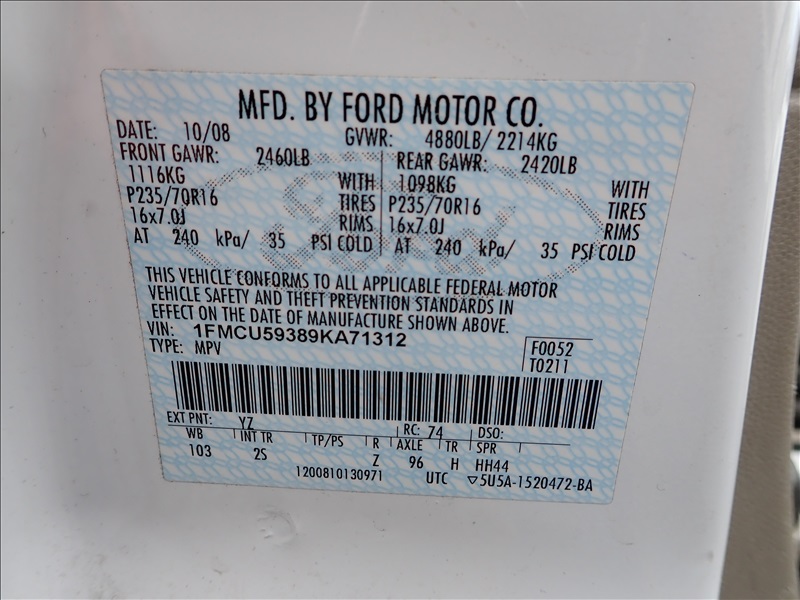 MFD. BY FORD MOTOR CO.
DATE: 10/08 GVWR: 4880LB/ 2214KG
FRONT GAWR: 2460LB REAR GAWR: 2420LB
1116KG WITH 1098KG WITH
P235/70R16 TIRES P235/70R16 TIRES
16x7.0J RIMS 16x7.0J RIMS
AT 240 kPa/ 35 PSI COLD AT 240 kPa/ 35 PSI COLD
THIS VEHICLE CONFORMS TO ALL APPLICABLE FEDERAL MOTOR
VEHICLE SAFETY AND THEFT PREVENTION STANDARDS IN
EFFECT ON THE DATE OF MANUFACTURE SHOWN ABOVE.
VIN: 1FMCU59389KA71312 F0052
TYPE: MPV T0211
EXT PNT: YZ RC: 74 DSO:
WB INT TR TP/PS R AXLE TR SPR
103 2S Z 96 H HH44
1200810130971 UTC ▽5U5A-1520472-BA